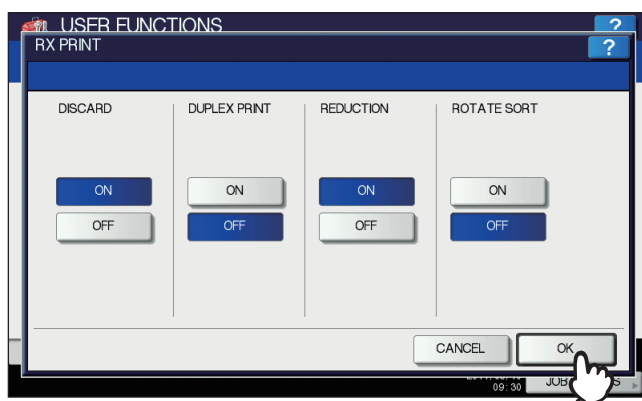 USER FUNCTIONS
?
RX PRINT
?
DISCARD
DUPLEX PRINT
REDUCTION
ROTATE SORT
ON
ON
ON
ON
OFF
OFF
OFF
OFF
CANCEL
OK
09:30